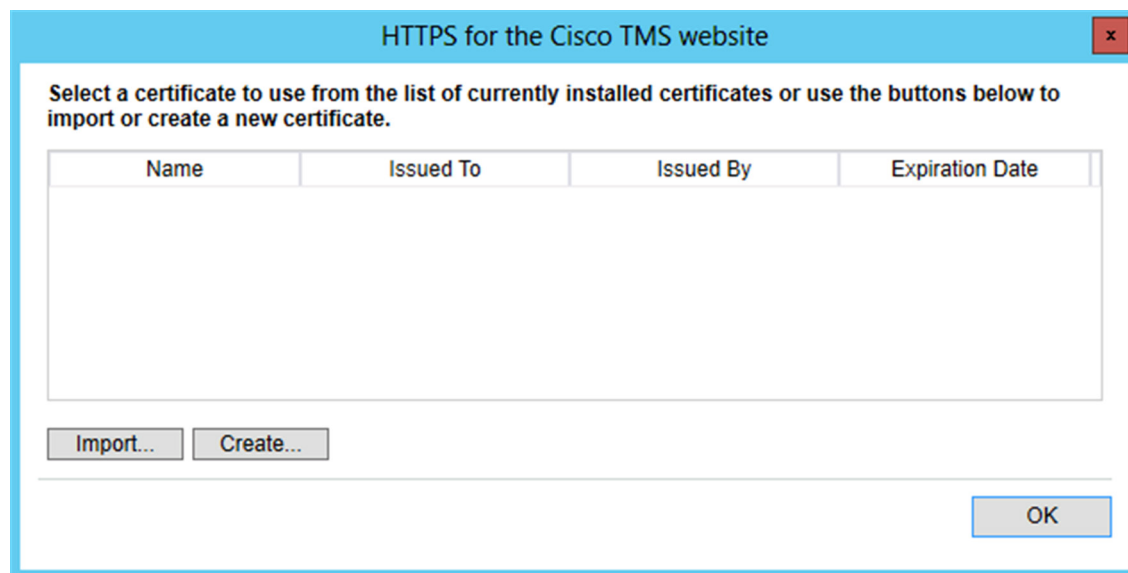 HTTPS for the Cisco TMS website
x
Select a certificate to use from the list of currently installed certificates or use the buttons below to
import or create a new certificate.
Name Issued To Issued By Expiration Date
Import... Create...
OK